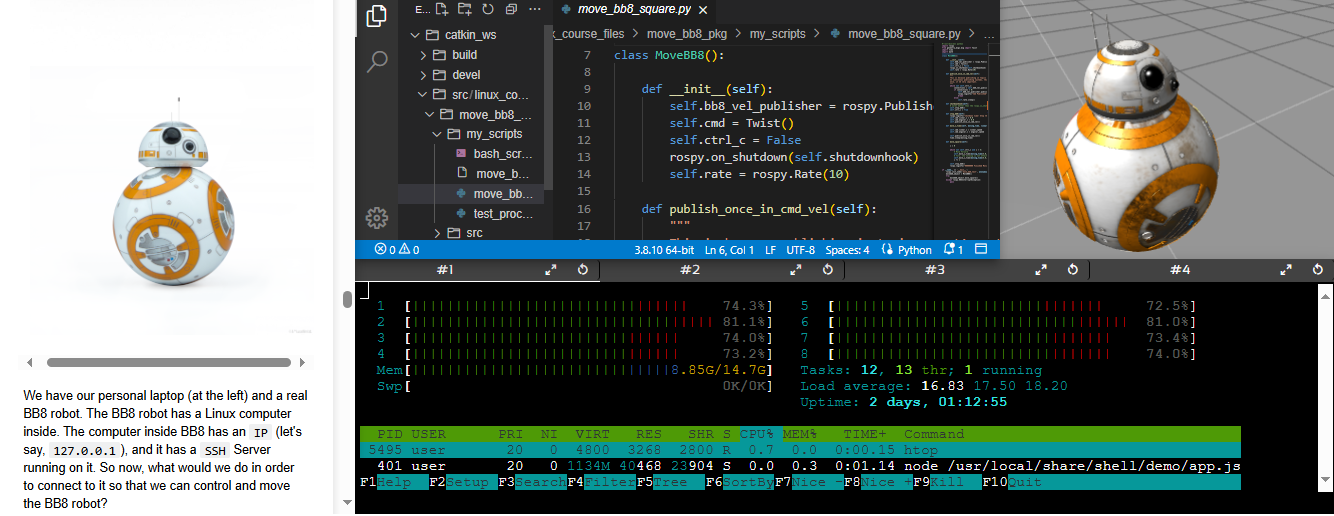 We have our personal laptop (at the left) and a real
BB8 robot. The BB8 robot has a Linux computer
inside. The computer inside BB8 has an IP (let's
say, 127.0.0.1 ), and it has a SSH Server
running on it. So now, what would we do in order
to connect to it so that we can control and move
the BB8 robot?
E...
catkin_ws
build
devel
src/linux_co...
move_bb8_...
my_scripts
bash_scr...
move_b...
move_bb...
test_proc...
src
move_bb8_square.py
_course_files > move_bb8_pkg > my_scripts > move_bb8_square.py > ...
7 class MoveBB8():
8
9 def __init__(self):
10 self.bb8_vel_publisher = rospy.Publish
11 self.cmd = Twist()
12 self.ctrl_c = False
13 rospy.on_shutdown(self.shutdownhook)
14 self.rate = rospy.Rate(10)
15
16 def publish_once_in_cmd_vel(self):
17 """
0 0 3.8.10 64-bit Ln 6, Col 1 LF UTF-8 Spaces: 4 Python 1
#1 #2 #3 #4
1 [ 74.3%] 5 [ 72.5%]
2 [ 81.1%] 6 [ 81.0%]
3 [ 74.0%] 7 [ 73.4%]
4 [ 73.2%] 8 [ 74.0%]
Mem[ 8.85G/14.7G] Tasks: 12, 13 thr; 1 running
Swp[ 0K/0K] Load average: 16.83 17.50 18.20
Uptime: 2 days, 01:12:55
PID USER PRI NI VIRT RES SHR S CPU% MEM% TIME+ Command
5495 user 20 0 4800 3268 2800 R 0.7 0.0 0:00.15 htop
401 user 20 0 1134M 40468 23904 S 0.0 0.3 0:01.14 node /usr/local/share/shell/demo/app.js
F1Help F2Setup F3SearchF4FilterF5Tree F6SortByF7Nice -F8Nice +F9Kill F10Quit